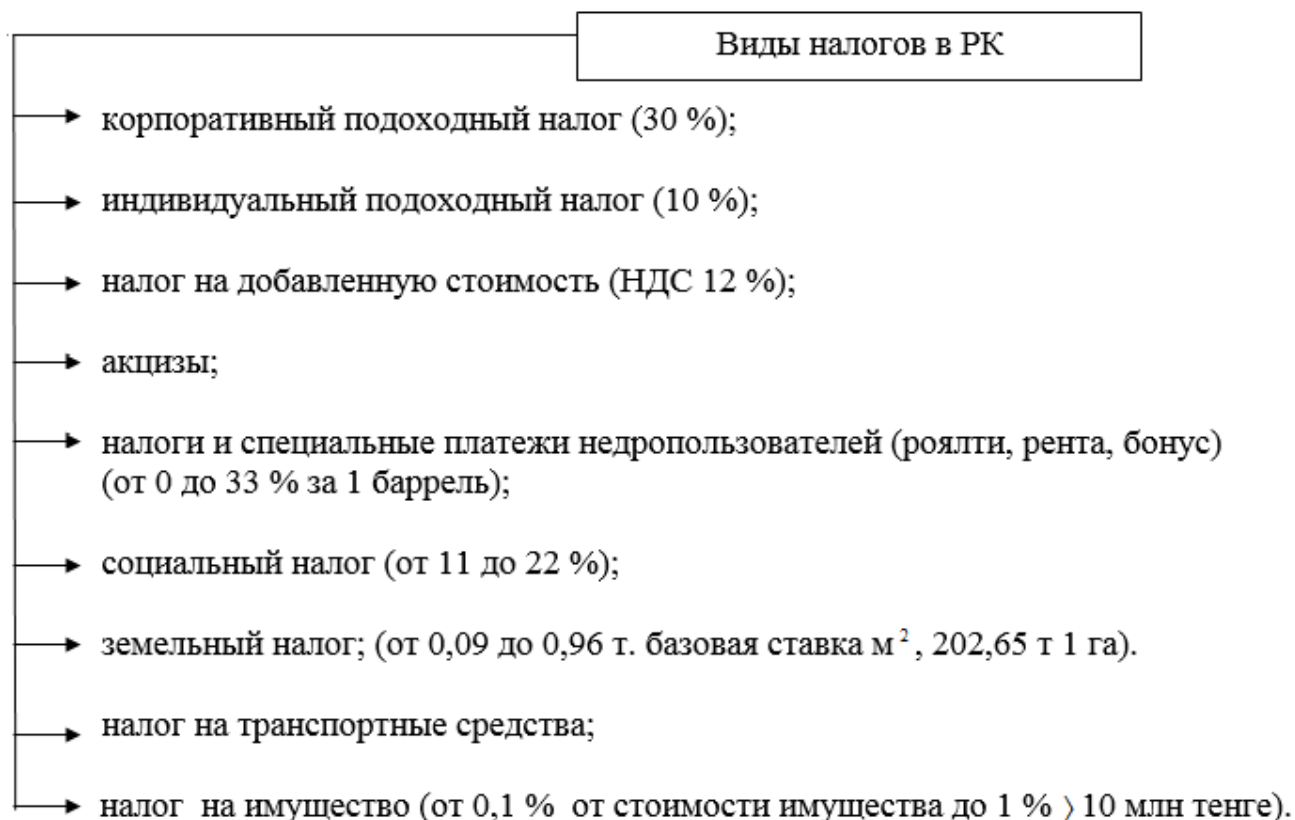 Виды налогов в РК
корпоративный подоходный налог (30 %);
индивидуальный подоходный налог (10 %);
налог на добавленную стоимость (НДС 12 %);
акцизы;
налоги и специальные платежи недропользователей (роялти, рента, бонус)
(от 0 до 33 % за 1 баррель);
социальный налог (от 11 до 22 %);
земельный налог; (от 0,09 до 0,96 т. базовая ставка м², 202,65 т 1 га).
налог на транспортные средства;
налог на имущество (от 0,1 % от стоимости имущества до 1 % 〉10 млн тенге).